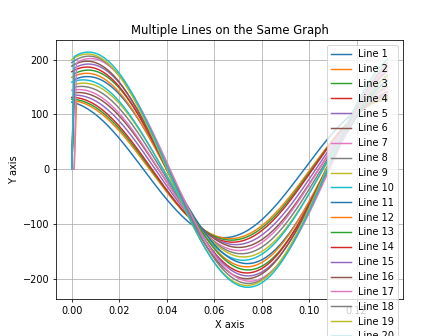 Multiple Lines on the Same Graph
Y axis
200
100
0
−100
−200
0.00 0.02 0.04 0.06 0.08 0.10
X axis
Line 1
Line 2
Line 3
Line 4
Line 5
Line 6
Line 7
Line 8
Line 9
Line 10
Line 11
Line 12
Line 13
Line 14
Line 15
Line 16
Line 17
Line 18
Line 19
Line 20